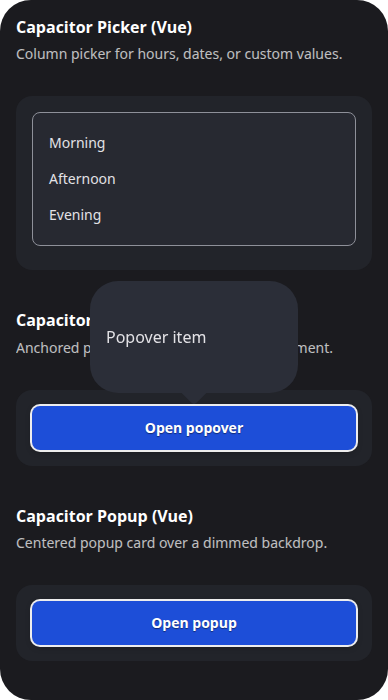 Capacitor Picker (Vue)
Column picker for hours, dates, or custom values.
Morning
Afternoon
Evening
Capacitor
Popover item
Anchored
Open popover
Capacitor Popup (Vue)
Centered popup card over a dimmed backdrop.
Open popup